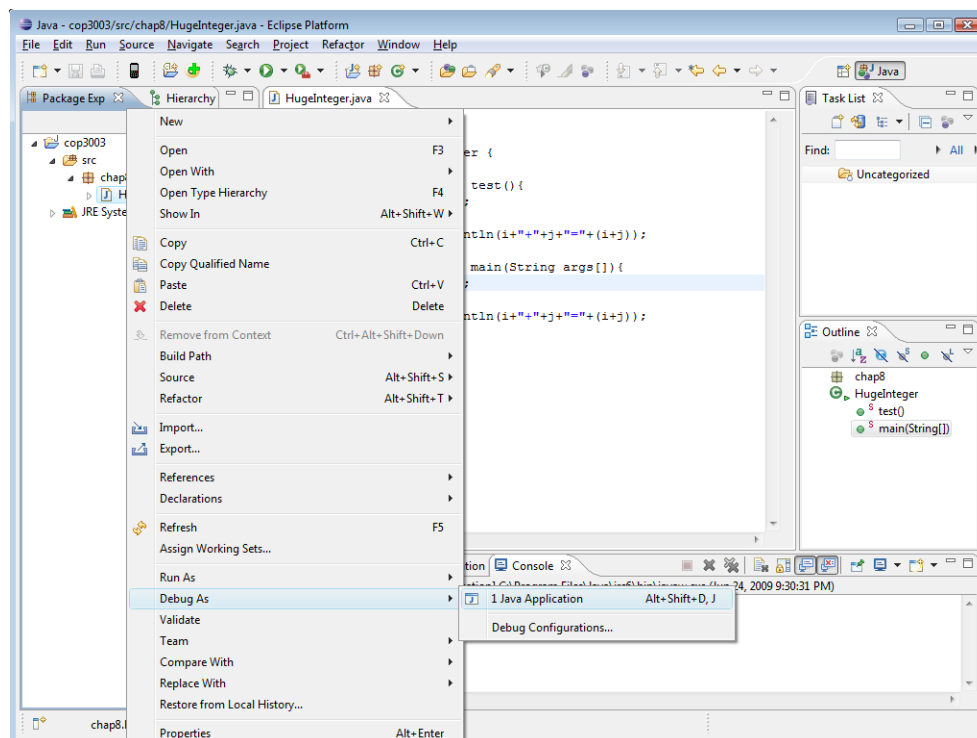 Java - cop3003/src/chap8/HugeInteger.java - Eclipse Platform
File Edit Run Source Navigate Search Project Refactor Window Help
Java
Package Exp
Hierarchy
HugeInteger.java
Task List
cop3003
src
JRE Syste
New
Open F3
Open With
Open Type Hierarchy F4
Show In Alt+Shift+W
Copy Ctrl+C
Copy Qualified Name
Paste Ctrl+V
Delete Delete
Remove from Context Ctrl+Alt+Shift+Down
Build Path
Source Alt+Shift+S
Refactor Alt+Shift+T
Import...
Export...
References
Declarations
Refresh F5
Assign Working Sets...
Run As
Debug As
Validate
Team
Compare With
Replace With
Restore from Local History...
Properties Alt+Enter
1 Java Application Alt+Shift+D, J
Debug Configurations...
er {
test(){
;
ntln(i+"+"+j+"="+(i+j));
main(String args[]){
;
ntln(i+"+"+j+"="+(i+j));
Find:
All
Uncategorized
Outline
chap8
HugeInteger
test()
main(String[])
tion
Console
24, 2009 9:30:31 PM)
chap8.